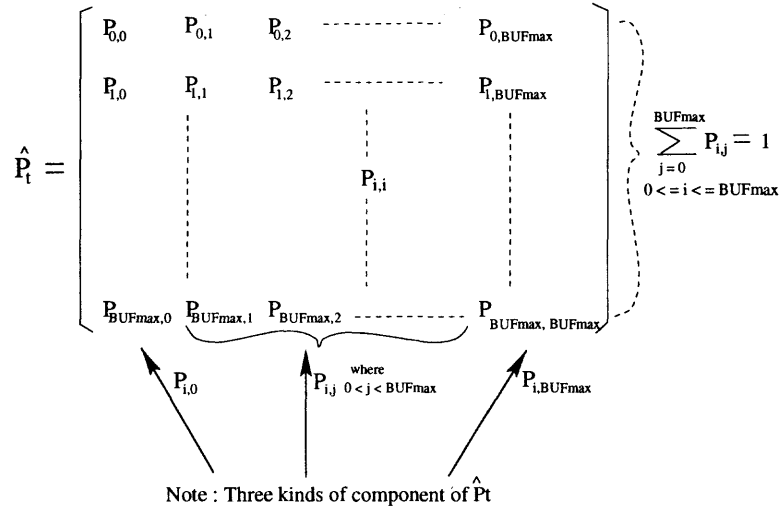 P0,0 P0,1 P0,2 P0,BUFmax
P1,0 P1,1 P1,2 P1,BUFmax
P̂t = Pi,i
BUFmax
∑ Pi,j = 1
j = 0
0 < = i < = BUFmax
PBUFmax,0 PBUFmax,1 PBUFmax,2 PBUFmax, BUFmax
Pi,0 Pi,j where 0 < j < BUFmax Pi,BUFmax
Note : Three kinds of component of P̂t